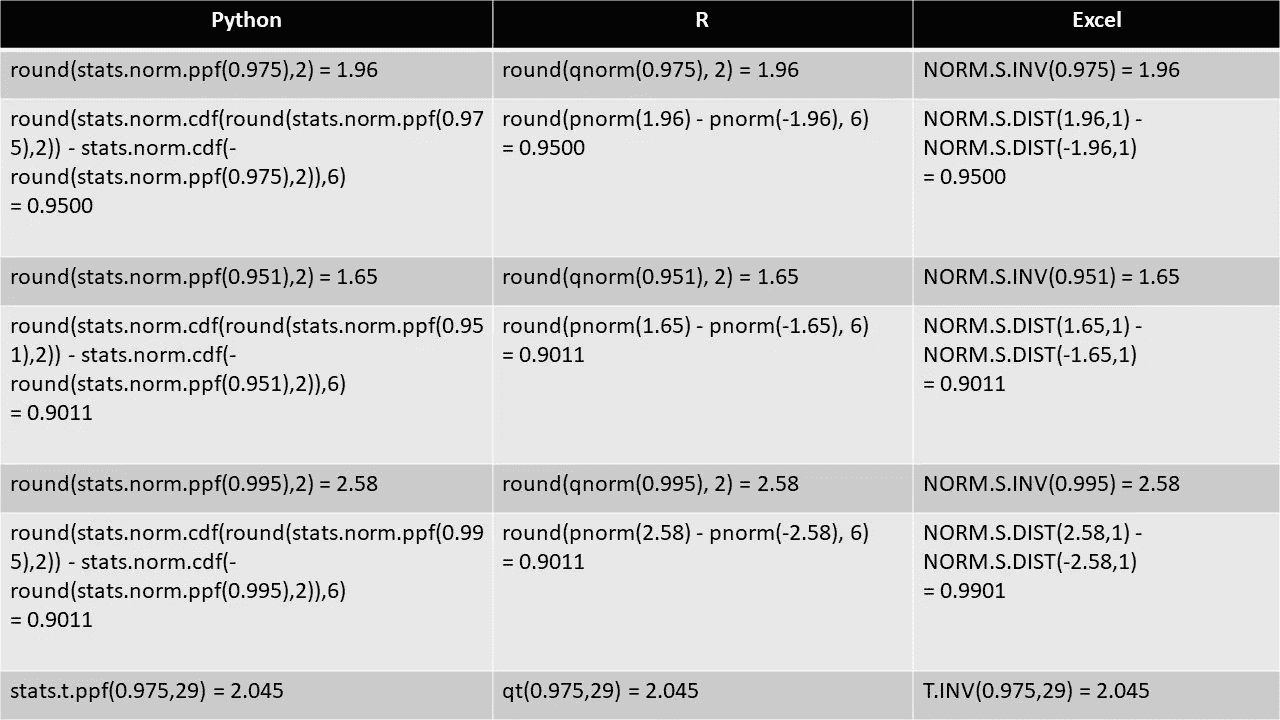 Python R Excel
round(stats.norm.ppf(0.975),2) = 1.96
round(qnorm(0.975), 2) = 1.96
NORM.S.INV(0.975) = 1.96
round(stats.norm.cdf(round(stats.norm.ppf(0.97
5),2)) - stats.norm.cdf(-
round(stats.norm.ppf(0.975),2)),6)
= 0.9500
round(pnorm(1.96) - pnorm(-1.96), 6)
= 0.9500
NORM.S.DIST(1.96,1) -
NORM.S.DIST(-1.96,1)
= 0.9500
round(stats.norm.ppf(0.951),2) = 1.65
round(qnorm(0.951), 2) = 1.65
NORM.S.INV(0.951) = 1.65
round(stats.norm.cdf(round(stats.norm.ppf(0.95
1),2)) - stats.norm.cdf(-
round(stats.norm.ppf(0.951),2)),6)
= 0.9011
round(pnorm(1.65) - pnorm(-1.65), 6)
= 0.9011
NORM.S.DIST(1.65,1) -
NORM.S.DIST(-1.65,1)
= 0.9011
round(stats.norm.ppf(0.995),2) = 2.58
round(qnorm(0.995), 2) = 2.58
NORM.S.INV(0.995) = 2.58
round(stats.norm.cdf(round(stats.norm.ppf(0.99
5),2)) - stats.norm.cdf(-
round(stats.norm.ppf(0.995),2)),6)
= 0.9011
round(pnorm(2.58) - pnorm(-2.58), 6)
= 0.9011
NORM.S.DIST(2.58,1) -
NORM.S.DIST(-2.58,1)
= 0.9901
stats.t.ppf(0.975,29) = 2.045
qt(0.975,29) = 2.045
T.INV(0.975,29) = 2.045